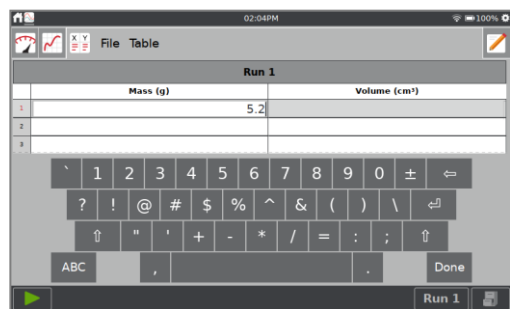 02:04PM 100%
X Y File Table
Run 1
Mass (g) Volume (cm³)
1 5.2
2
3
` 1 2 3 4 5 6 7 8 9 0 ±
? ! @ # $ % ^ & ( ) \
" ' + - * / = : ;
ABC , . Done
Run 1